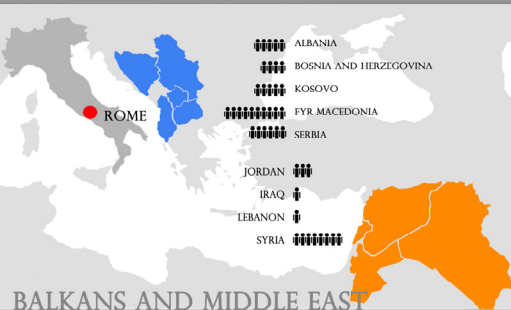 ALBANIA
BOSNIA AND HERZEGOVINA
KOSOVO
FYR MACEDONIA
SERBIA
ROME
JORDAN
IRAQ
LEBANON
SYRIA
BALKANS AND MIDDLE EAST